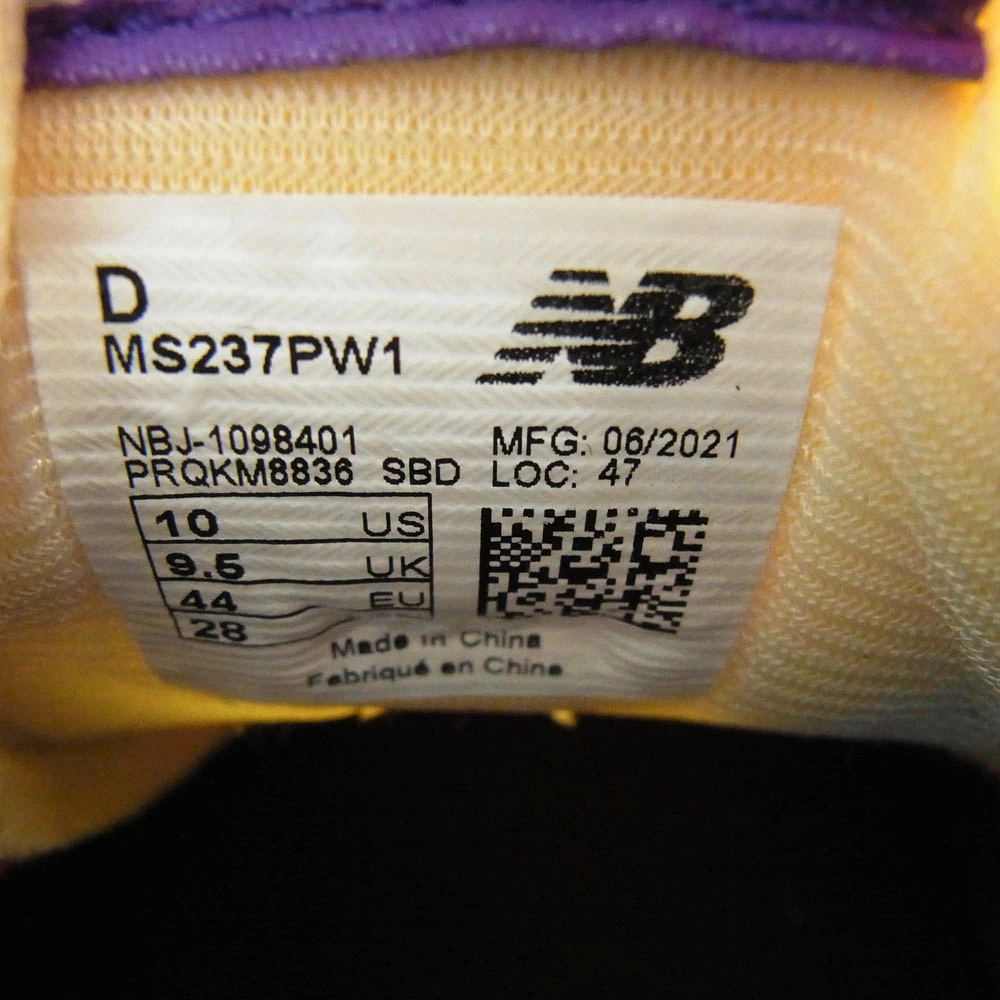 D
MS237PW1
NB
NBJ-1098401
PRQKM8836 SBD
MFG: 06/2021
LOC: 47
10 US
9.5 UK
44 EU
28
Made in China
Fabriqué en Chine